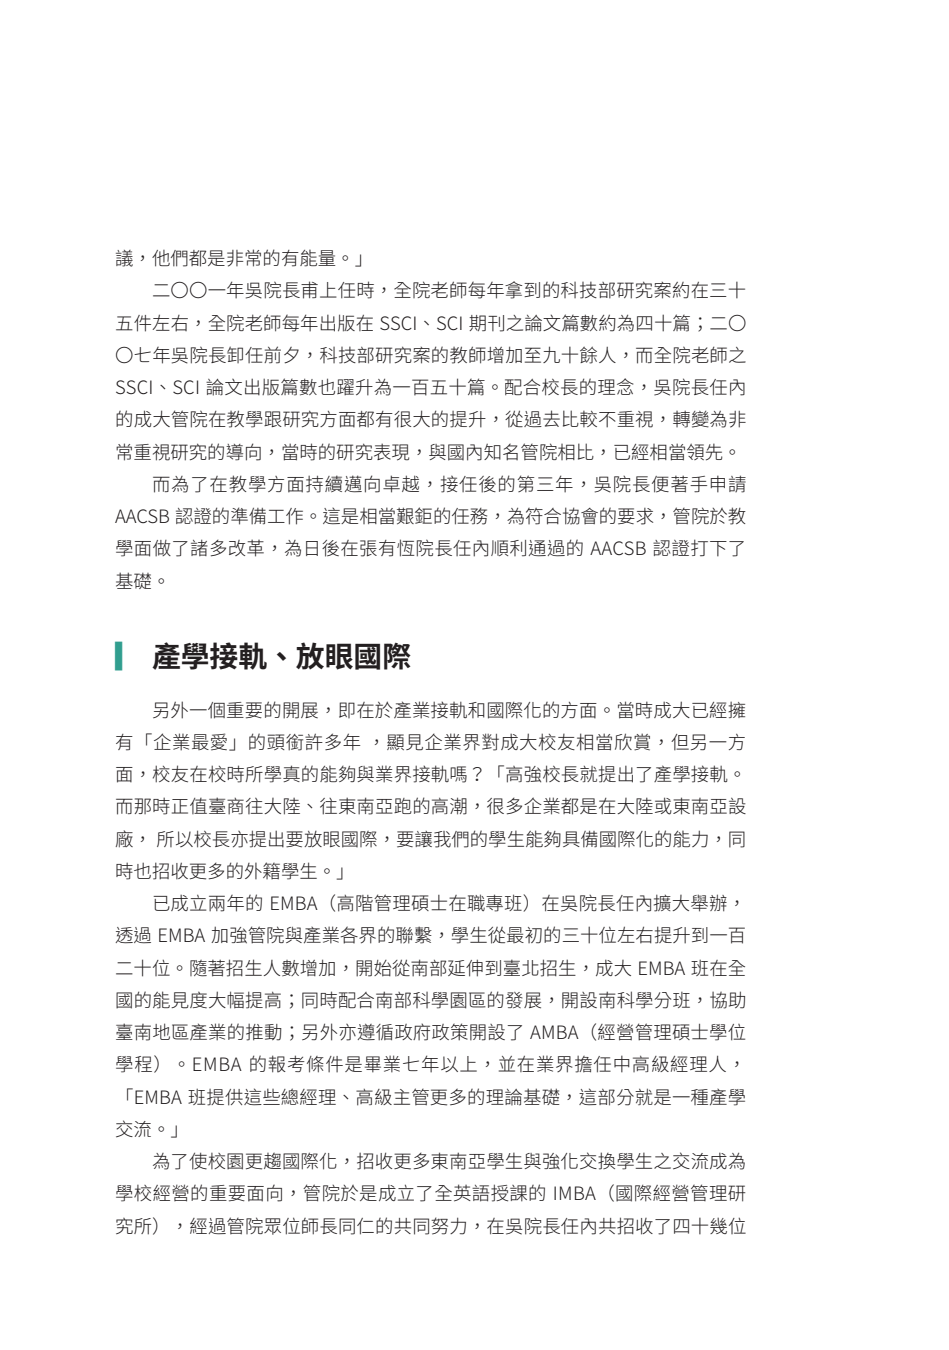 議，他們都是非常的有能量。」
二〇〇一年吳院長甫上任時，全院老師每年拿到的科技部研究案約在三十
五件左右，全院老師每年出版在 SSCI、SCI 期刊之論文篇數約為四十篇；二〇
〇七年吳院長卸任前夕，科技部研究案的教師增加至九十餘人，而全院老師之
SSCI、SCI 論文出版篇數也躍升為一百五十篇。配合校長的理念，吳院長任內
的成大管院在教學跟研究方面都有很大的提升，從過去比較不重視，轉變為非
常重視研究的導向，當時的研究表現，與國內知名管院相比，已經相當領先。
而為了在教學方面持續邁向卓越，接任後的第三年，吳院長便著手申請
AACSB 認證的準備工作。這是相當艱鉅的任務，為符合協會的要求，管院於教
學面做了諸多改革，為日後在張有恆院長任內順利通過的 AACSB 認證打下了
基礎。
產學接軌、放眼國際
另外一個重要的開展，即在於產業接軌和國際化的方面。當時成大已經擁
有「企業最愛」的頭銜許多年 ，顯見企業界對成大校友相當欣賞，但另一方
面，校友在校時所學真的能夠與業界接軌嗎？「高強校長就提出了產學接軌。
而那時正值臺商往大陸、往東南亞跑的高潮，很多企業都是在大陸或東南亞設
廠， 所以校長亦提出要放眼國際，要讓我們的學生能夠具備國際化的能力，同
時也招收更多的外籍學生。」
已成立兩年的 EMBA（高階管理碩士在職專班）在吳院長任內擴大舉辦，
透過 EMBA 加強管院與產業各界的聯繫，學生從最初的三十位左右提升到一百
二十位。隨著招生人數增加，開始從南部延伸到臺北招生，成大 EMBA 班在全
國的能見度大幅提高；同時配合南部科學園區的發展，開設南科學分班，協助
臺南地區產業的推動；另外亦遵循政府政策開設了 AMBA（經營管理碩士學位
學程）。EMBA 的報考條件是畢業七年以上，並在業界擔任中高級經理人，
「EMBA 班提供這些總經理、高級主管更多的理論基礎，這部分就是一種產學
交流。」
為了使校園更趨國際化，招收更多東南亞學生與強化交換學生之交流成為
學校經營的重要面向，管院於是成立了全英語授課的 IMBA（國際經營管理研
究所），經過管院眾位師長同仁的共同努力，在吳院長任內共招收了四十幾位